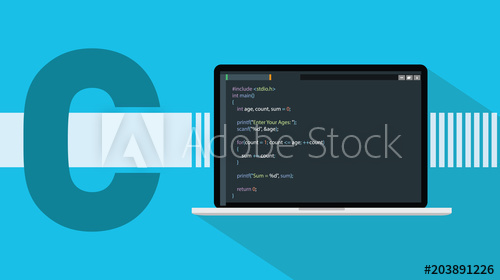 C
#include <stdio.h>
int main()
{
int age, count, sum = 0;
printf("Enter Your Ages: ");
scanf("%d", &age);
for(count = 1; count <= age; ++count)
{
sum += count;
}
printf("Sum = %d", sum);
return 0;
}
Adobe Stock
#203891226